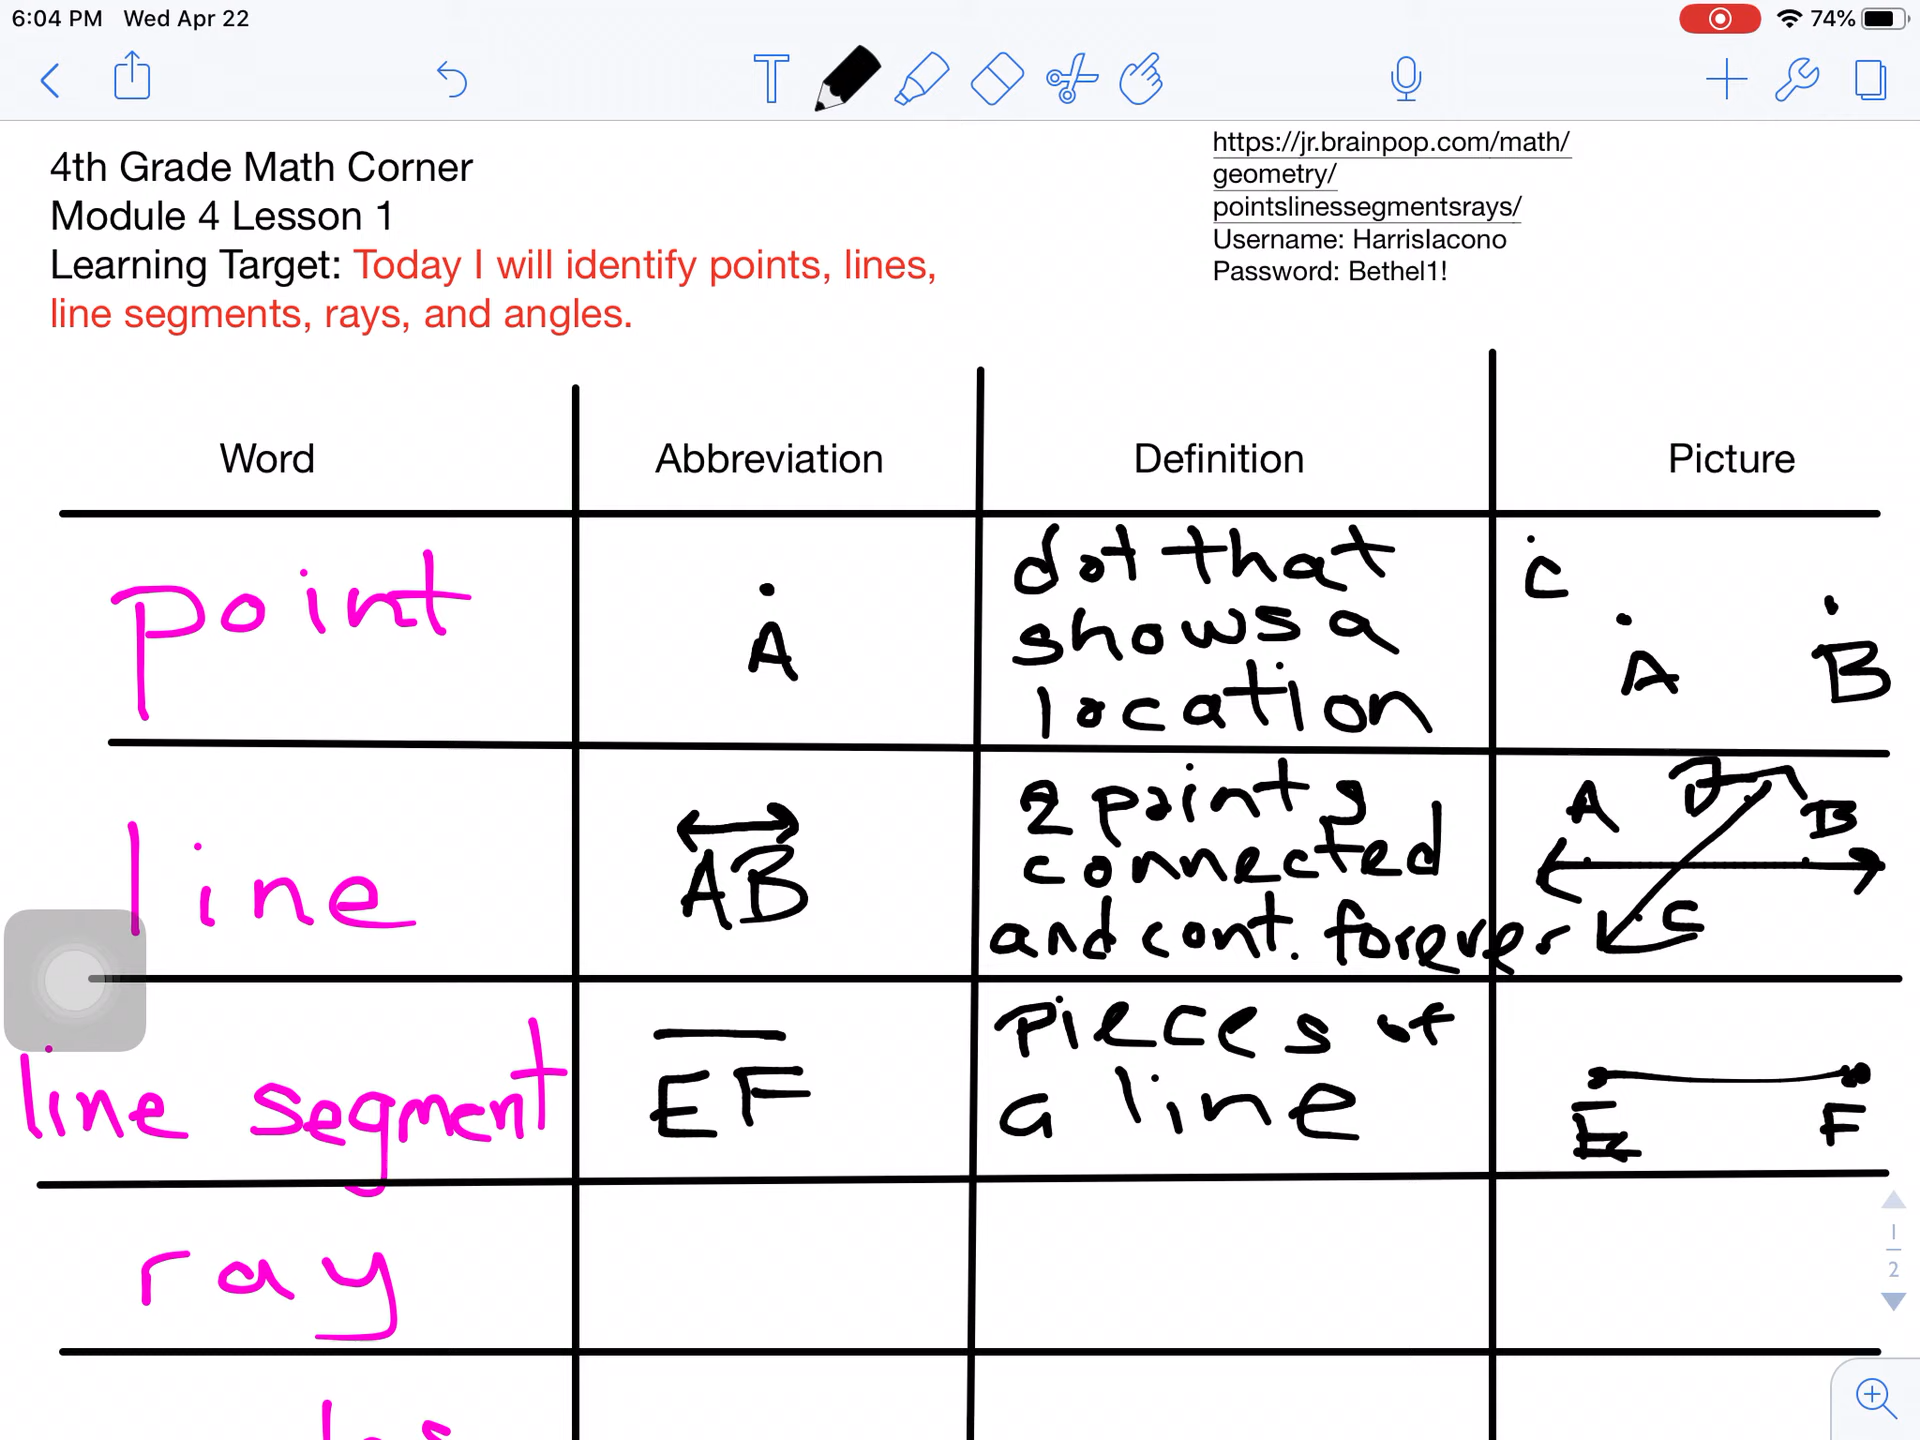 6:04 PM Wed Apr 22
74%
T
4th Grade Math Corner
Module 4 Lesson 1
Learning Target: Today I will identify points, lines,
line segments, rays, and angles.
https://jr.brainpop.com/math/
geometry/
pointslinessegmentsrays/
Username: HarrisIacono
Password: Bethel1!
Word Abbreviation Definition Picture
point
A
dot that
shows a
location
C
A B
line
AB
2 points
connected
and cont. forever
A D B
C
line segment
EF
pieces of
a line
E F
ray
1
2